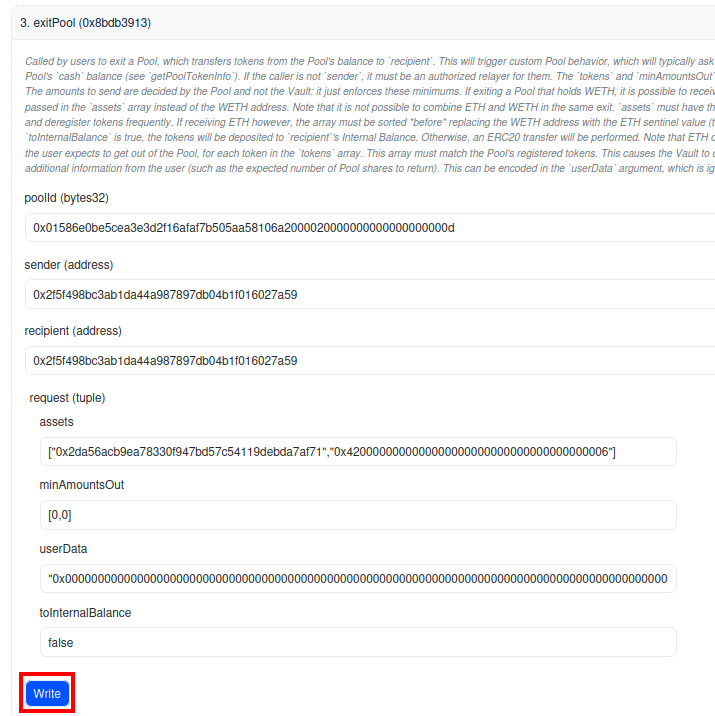 3. exitPool (0x8bdb3913)
Called by users to exit a Pool, which transfers tokens from the Pool's balance to `recipient`. This will trigger custom Pool behavior, which will typically ask
Pool's `cash` balance (see `getPoolTokenInfo`). If the caller is not `sender`, it must be an authorized relayer for them. The `tokens` and `minAmountsOut`
The amounts to send are decided by the Pool and not the Vault: it just enforces these minimums. If exiting a Pool that holds WETH, it is possible to receiv
passed in the `assets` array instead of the WETH address. Note that it is not possible to combine ETH and WETH in the same exit. `assets` must have th
and deregister tokens frequently. If receiving ETH however, the array must be sorted *before* replacing the WETH address with the ETH sentinel value (t
`toInternalBalance` is true, the tokens will be deposited to `recipient`'s Internal Balance. Otherwise, an ERC20 transfer will be performed. Note that ETH c
the user expects to get out of the Pool, for each token in the `tokens` array. This array must match the Pool's registered tokens. This causes the Vault to
additional information from the user (such as the expected number of Pool shares to return). This can be encoded in the `userData` argument, which is ig
poolId (bytes32)
0x01586e0be5cea3e3d2f16afaf7b505aa58106a2000020000000000000000000d
sender (address)
0x2f5f498bc3ab1da44a987897db04b1f016027a59
recipient (address)
0x2f5f498bc3ab1da44a987897db04b1f016027a59
request (tuple)
assets
["0x2da56acb9ea78330f947bd57c54119debda7af71","0x4200000000000000000000000000000000000006"]
minAmountsOut
[0,0]
userData
toInternalBalance
false
Write